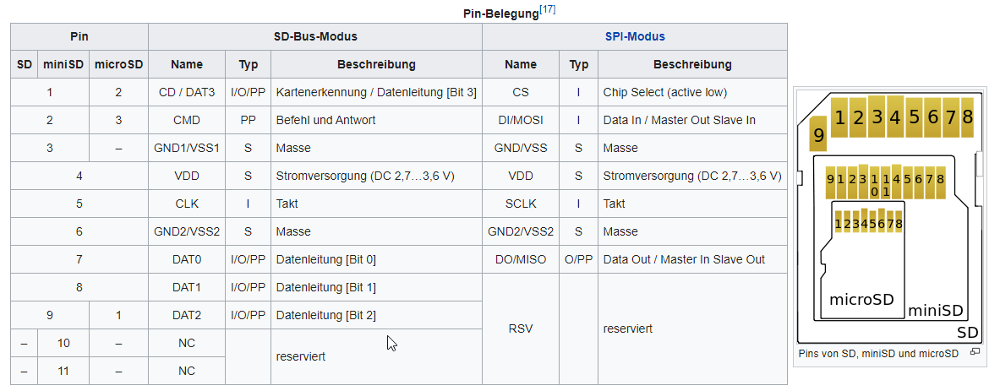 Pin-Belegung[17]
Pin SD-Bus-Modus SPI-Modus
SD miniSD microSD Name Typ Beschreibung Name Typ Beschreibung
1 2 CD / DAT3 I/O/PP Kartenerkennung / Datenleitung [Bit 3] CS I Chip Select (active low)
2 3 CMD PP Befehl und Antwort DI/MOSI I Data In / Master Out Slave In
3 – GND1/VSS1 S Masse GND/VSS S Masse
4 VDD S Stromversorgung (DC 2,7…3,6 V) VDD S Stromversorgung (DC 2,7…3,6 V)
5 CLK I Takt SCLK I Takt
6 GND2/VSS2 S Masse GND2/VSS2 S Masse
7 DAT0 I/O/PP Datenleitung [Bit 0] DO/MISO O/PP Data Out / Master In Slave Out
8 DAT1 I/O/PP Datenleitung [Bit 1]
9 1 DAT2 I/O/PP Datenleitung [Bit 2]
RSV reserviert
– 10 – NC
reserviert
– 11 – NC
1 2 3 4 5 6 7 8
9
9 1 2 3 10 11 4 5 6 7 8
1 2 3 4 5 6 7 8
microSD
miniSD
SD
Pins von SD, miniSD und microSD